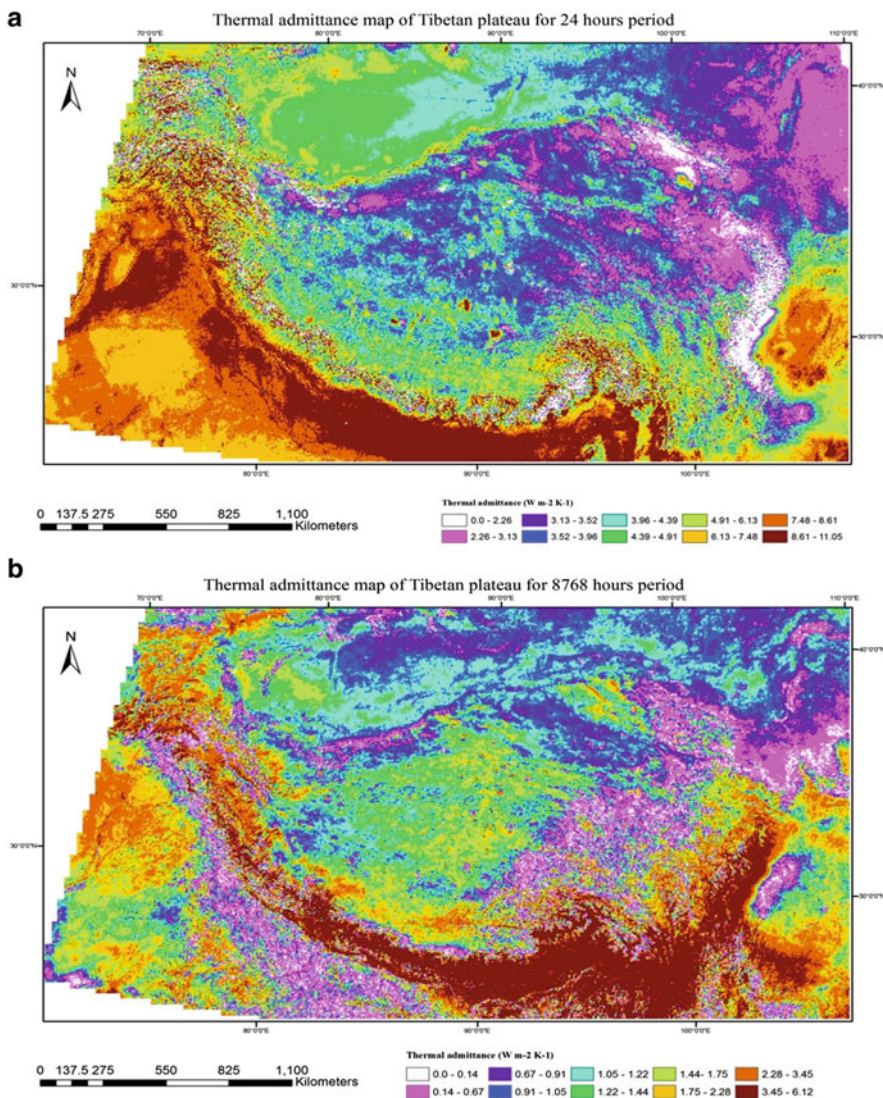 a
Thermal admittance map of Tibetan plateau for 24 hours period
70°0'0"E 80°0'0"E 90°0'0"E 100°0'0"E 110°0'0"E
N
40°0'0"N
30°0'0"N
30°0'0"N
80°0'0"E 90°0'0"E 100°0'0"E
0 137.5 275 550 825 1,100
Kilometers
Thermal admittance (W m-2 K-1)
0.0 - 2.26 3.13 - 3.52 3.96 - 4.39 4.91 - 6.13 7.48 - 8.61
2.26 - 3.13 3.52 - 3.96 4.39 - 4.91 6.13 - 7.48 8.61 - 11.05
b
Thermal admittance map of Tibetan plateau for 8768 hours period
70°0'0"E 80°0'0"E 90°0'0"E 100°0'0"E 110°0'0"E
N
40°0'0"N
30°0'0"N
30°0'0"N
80°0'0"E 90°0'0"E 100°0'0"E
0 137.5 275 550 825 1,100
Kilometers
Thermal admittance (W m-2 K-1)
0.0 - 0.14 0.67 - 0.91 1.05 - 1.22 1.44- 1.75 2.28 - 3.45
0.14 - 0.67 0.91 - 1.05 1.22 - 1.44 1.75 - 2.28 3.45 - 6.12